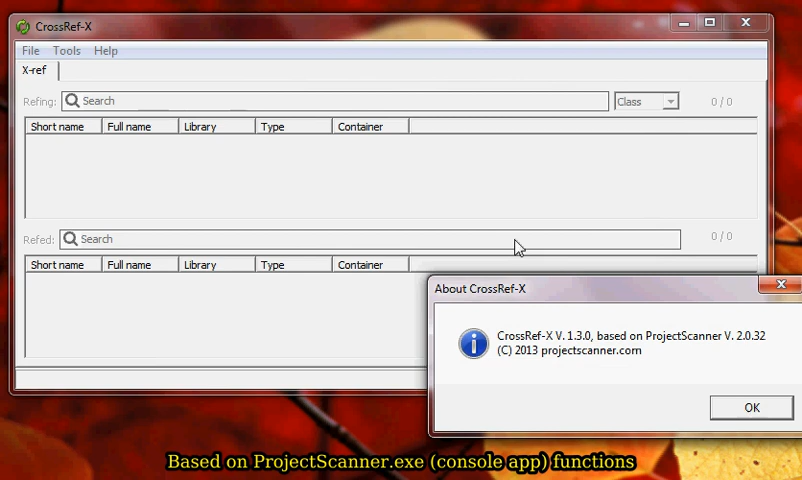 CrossRef-X
File Tools Help
X-ref
Refing: Search Class 0 / 0
Short name Full name Library Type Container
Refed: Search 0 / 0
Short name Full name Library Type Container
About CrossRef-X
CrossRef-X V. 1.3.0, based on ProjectScanner V. 2.0.32
(C) 2013 projectscanner.com
OK
Based on ProjectScanner.exe (console app) functions